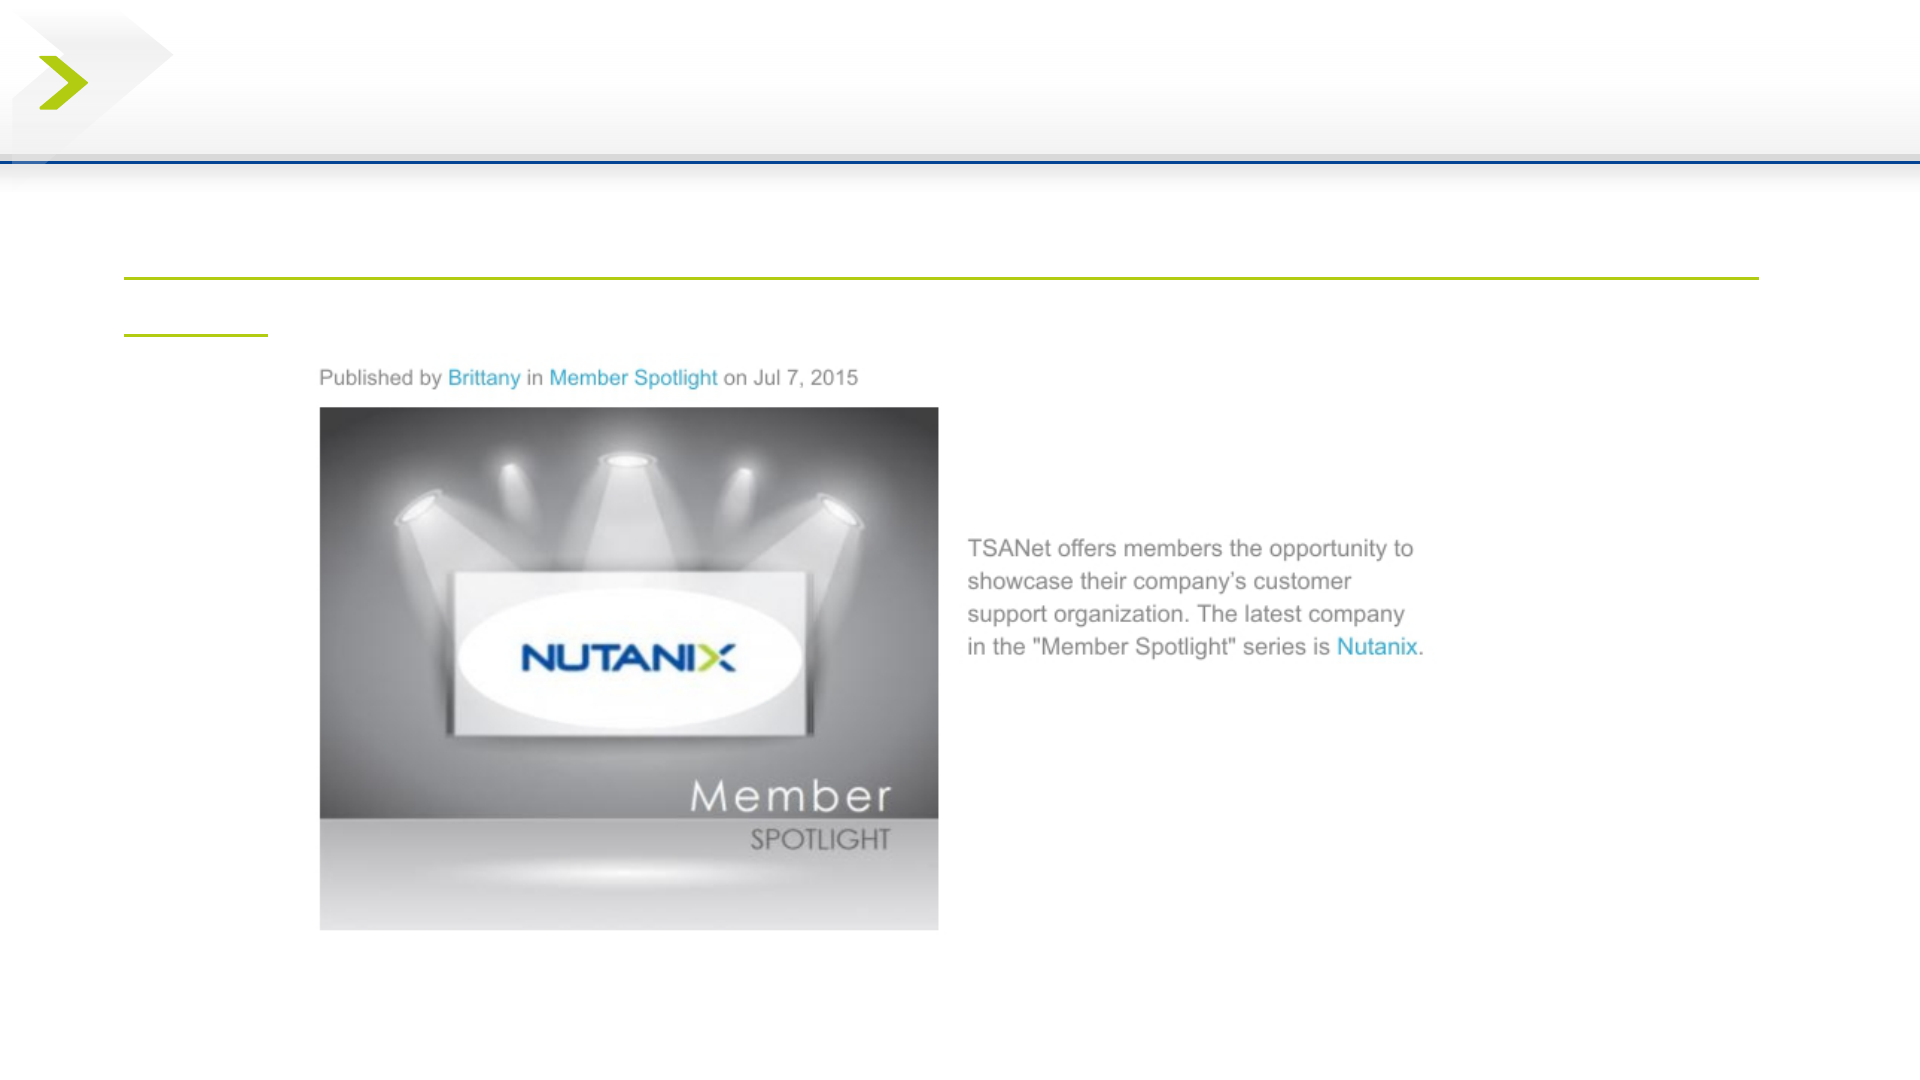 Published by Brittany in Member Spotlight on Jul 7, 2015
NUTANIX
Member
SPOTLIGHT
TSANet offers members the opportunity to
showcase their company’s customer
support organization. The latest company
in the "Member Spotlight" series is Nutanix.